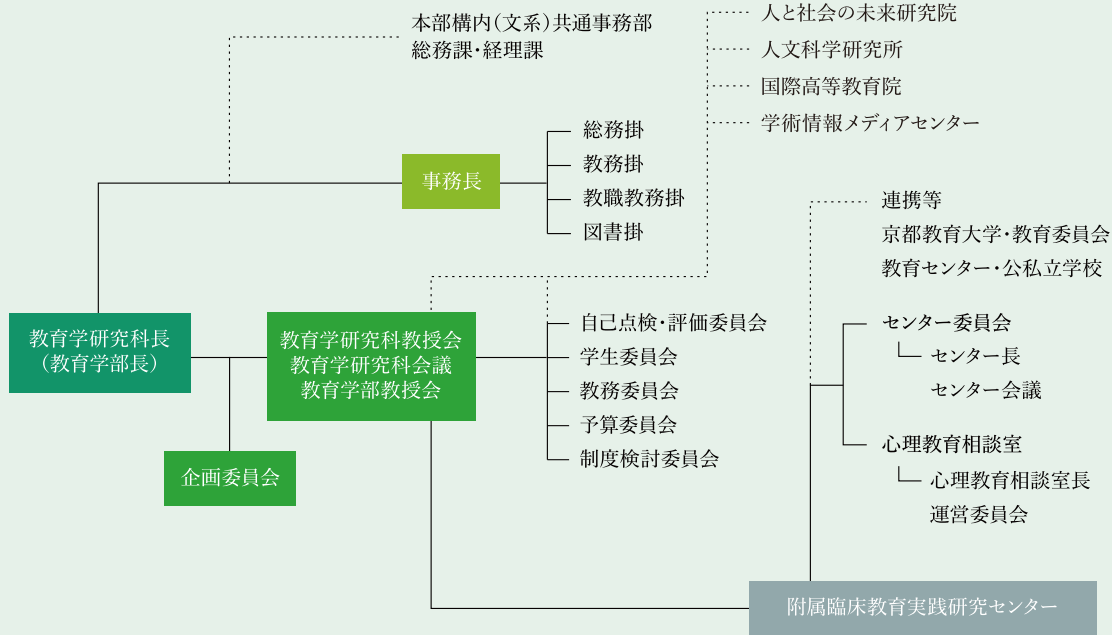 本部構内(文系)共通事務部
総務課・経理課
人と社会の未来研究院
人文科学研究所
国際高等教育院
学術情報メディアセンター
事務長
総務掛
教務掛
教職教務掛
図書掛
連携等
京都教育大学・教育委員会
教育センター・公私立学校
教育学研究科長
(教育学部長)
教育学研究科教授会
教育学研究科会議
教育学部教授会
企画委員会
自己点検・評価委員会
学生委員会
教務委員会
予算委員会
制度検討委員会
センター委員会
センター長
センター会議
心理教育相談室
心理教育相談室長
運営委員会
附属臨床教育実践研究センター